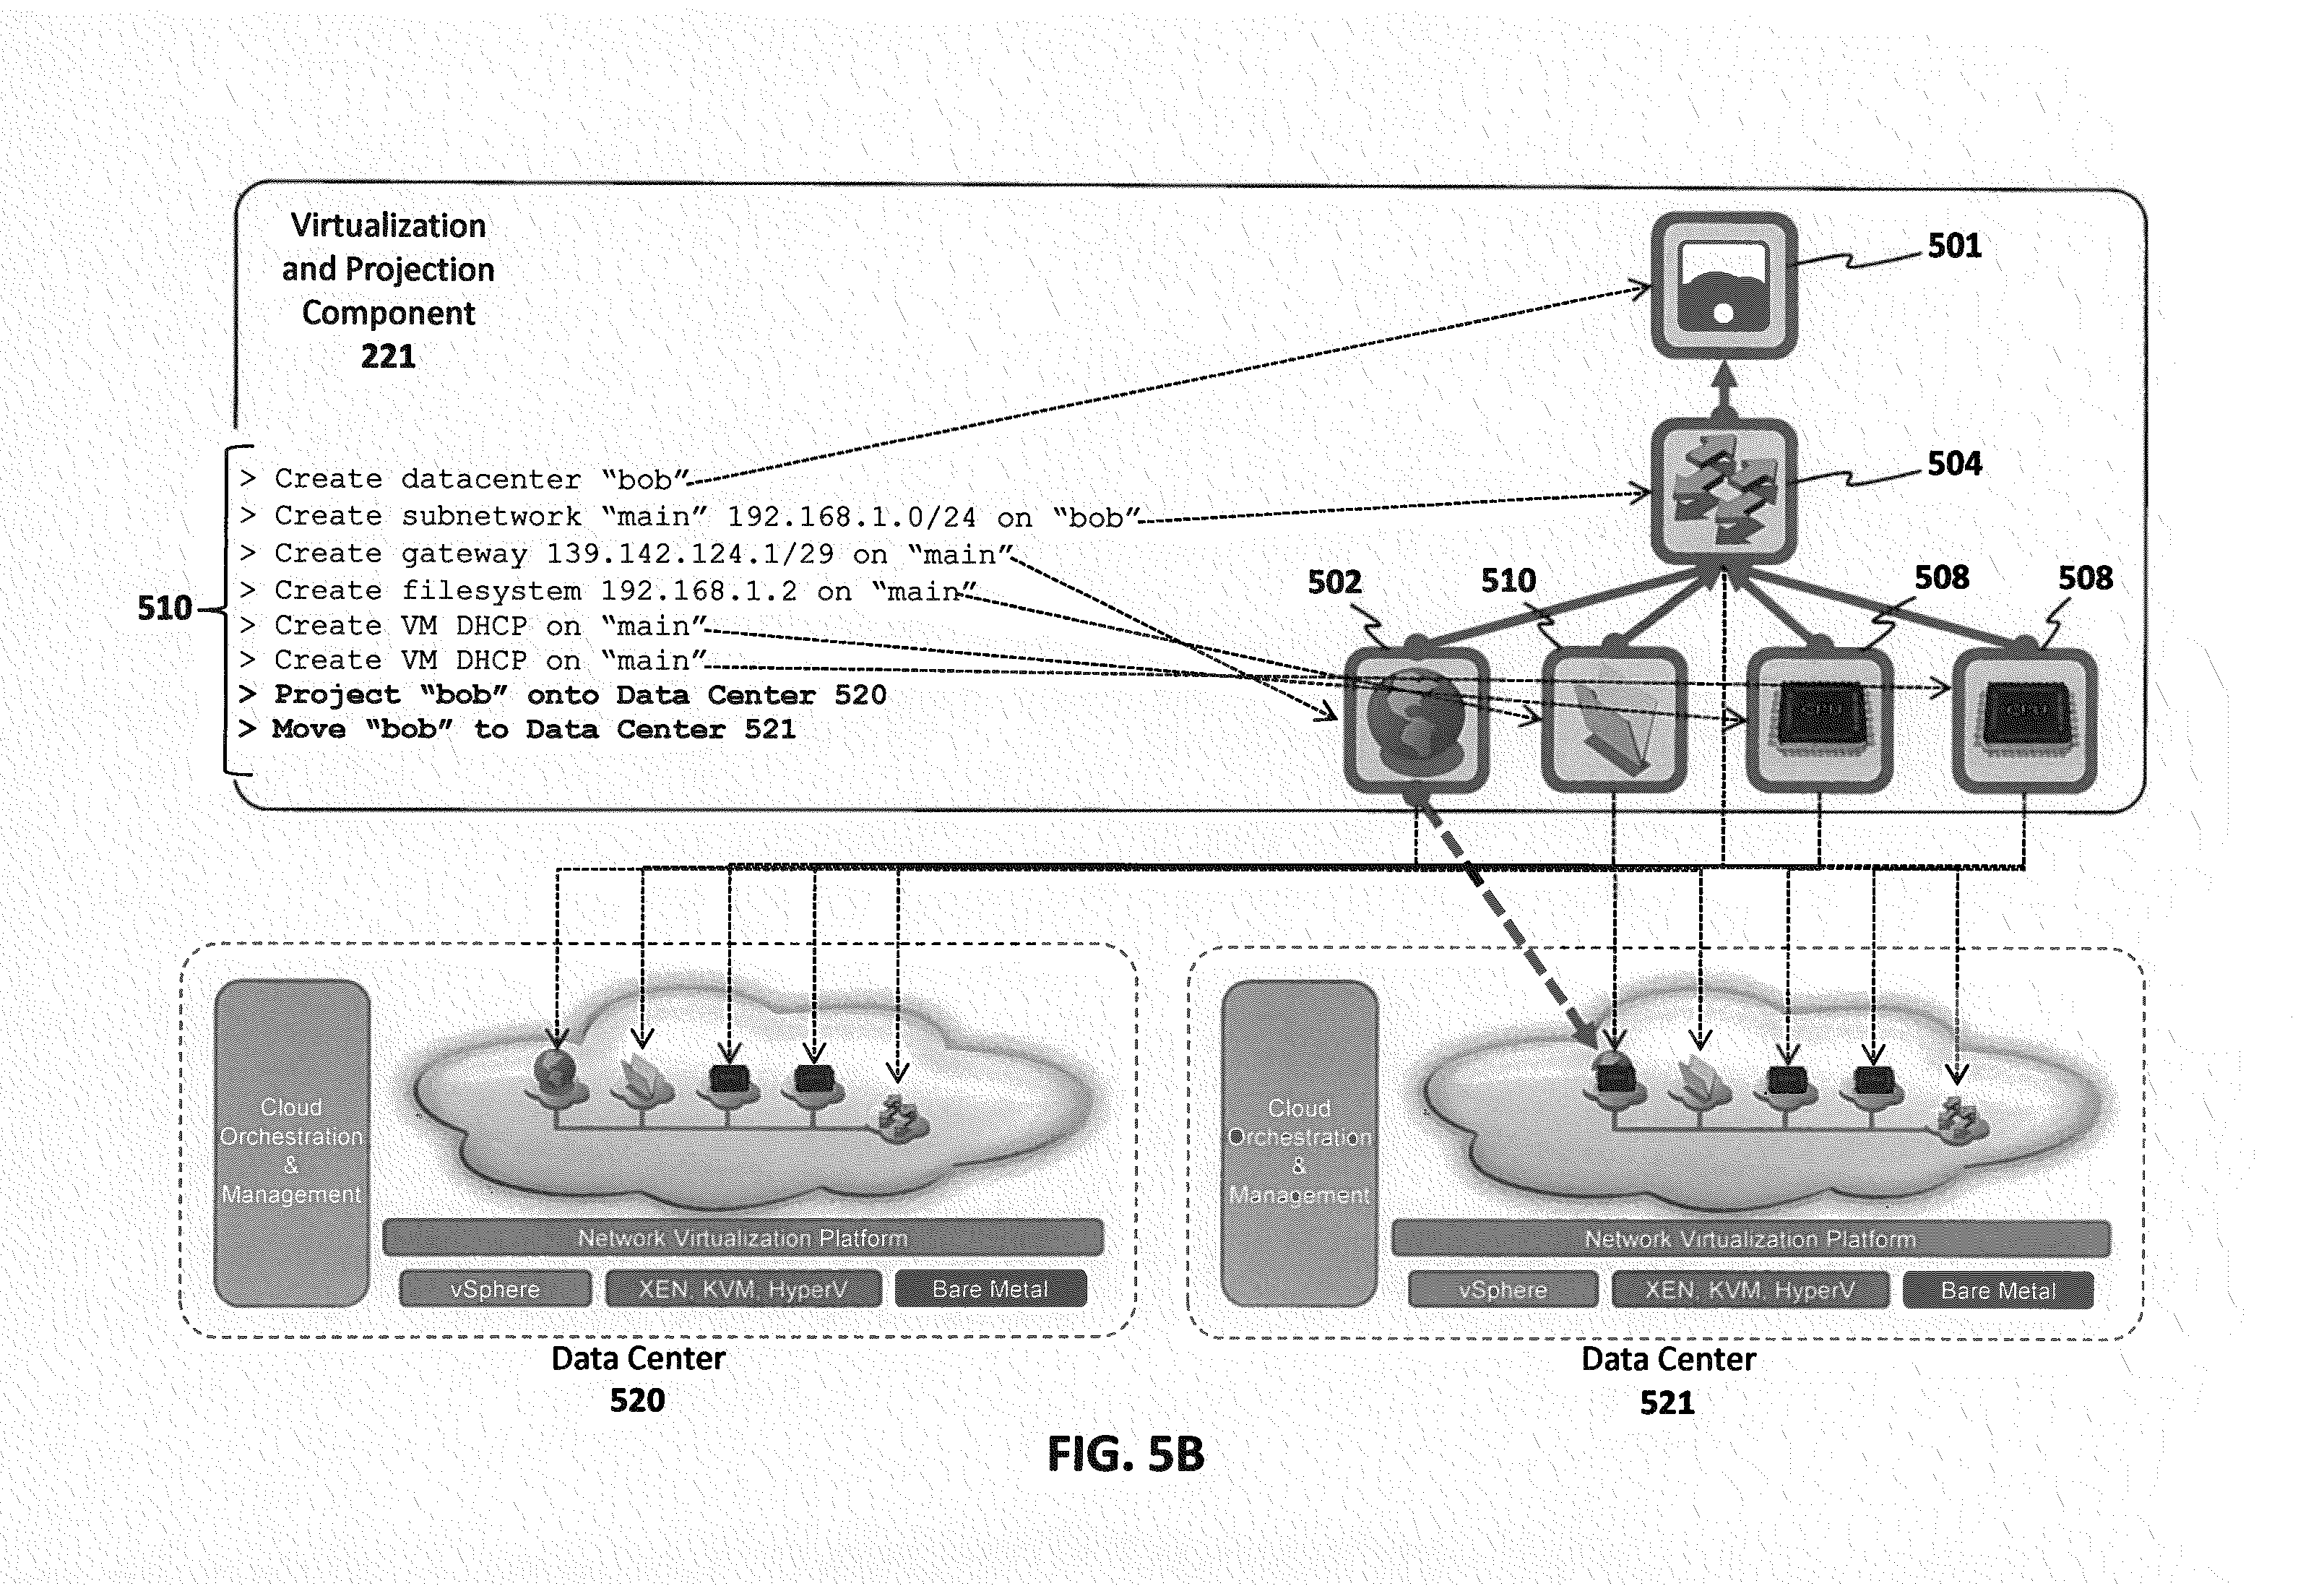 Virtualization
and Projection
Component
221
501
504
502
510
508
508
510
> Create datacenter “bob”
> Create subnetwork “main” 192.168.1.0/24 on “bob”
> Create gateway 139.142.124.1/29 on “main”
> Create filesystem 192.168.1.2 on “main”
> Create VM DHCP on “main”
> Create VM DHCP on “main”
> Project “bob” onto Data Center 520
> Move “bob” to Data Center 521
CPU
CPU
Cloud
Orchestration
&
Management
Network Virtualization Platform
vSphere
XEN, KVM, HyperV
Bare Metal
Data Center
520
Cloud
Orchestration
&
Management
Network Virtualization Platform
vSphere
XEN, KVM, HyperV
Bare Metal
Data Center
521
FIG. 5B